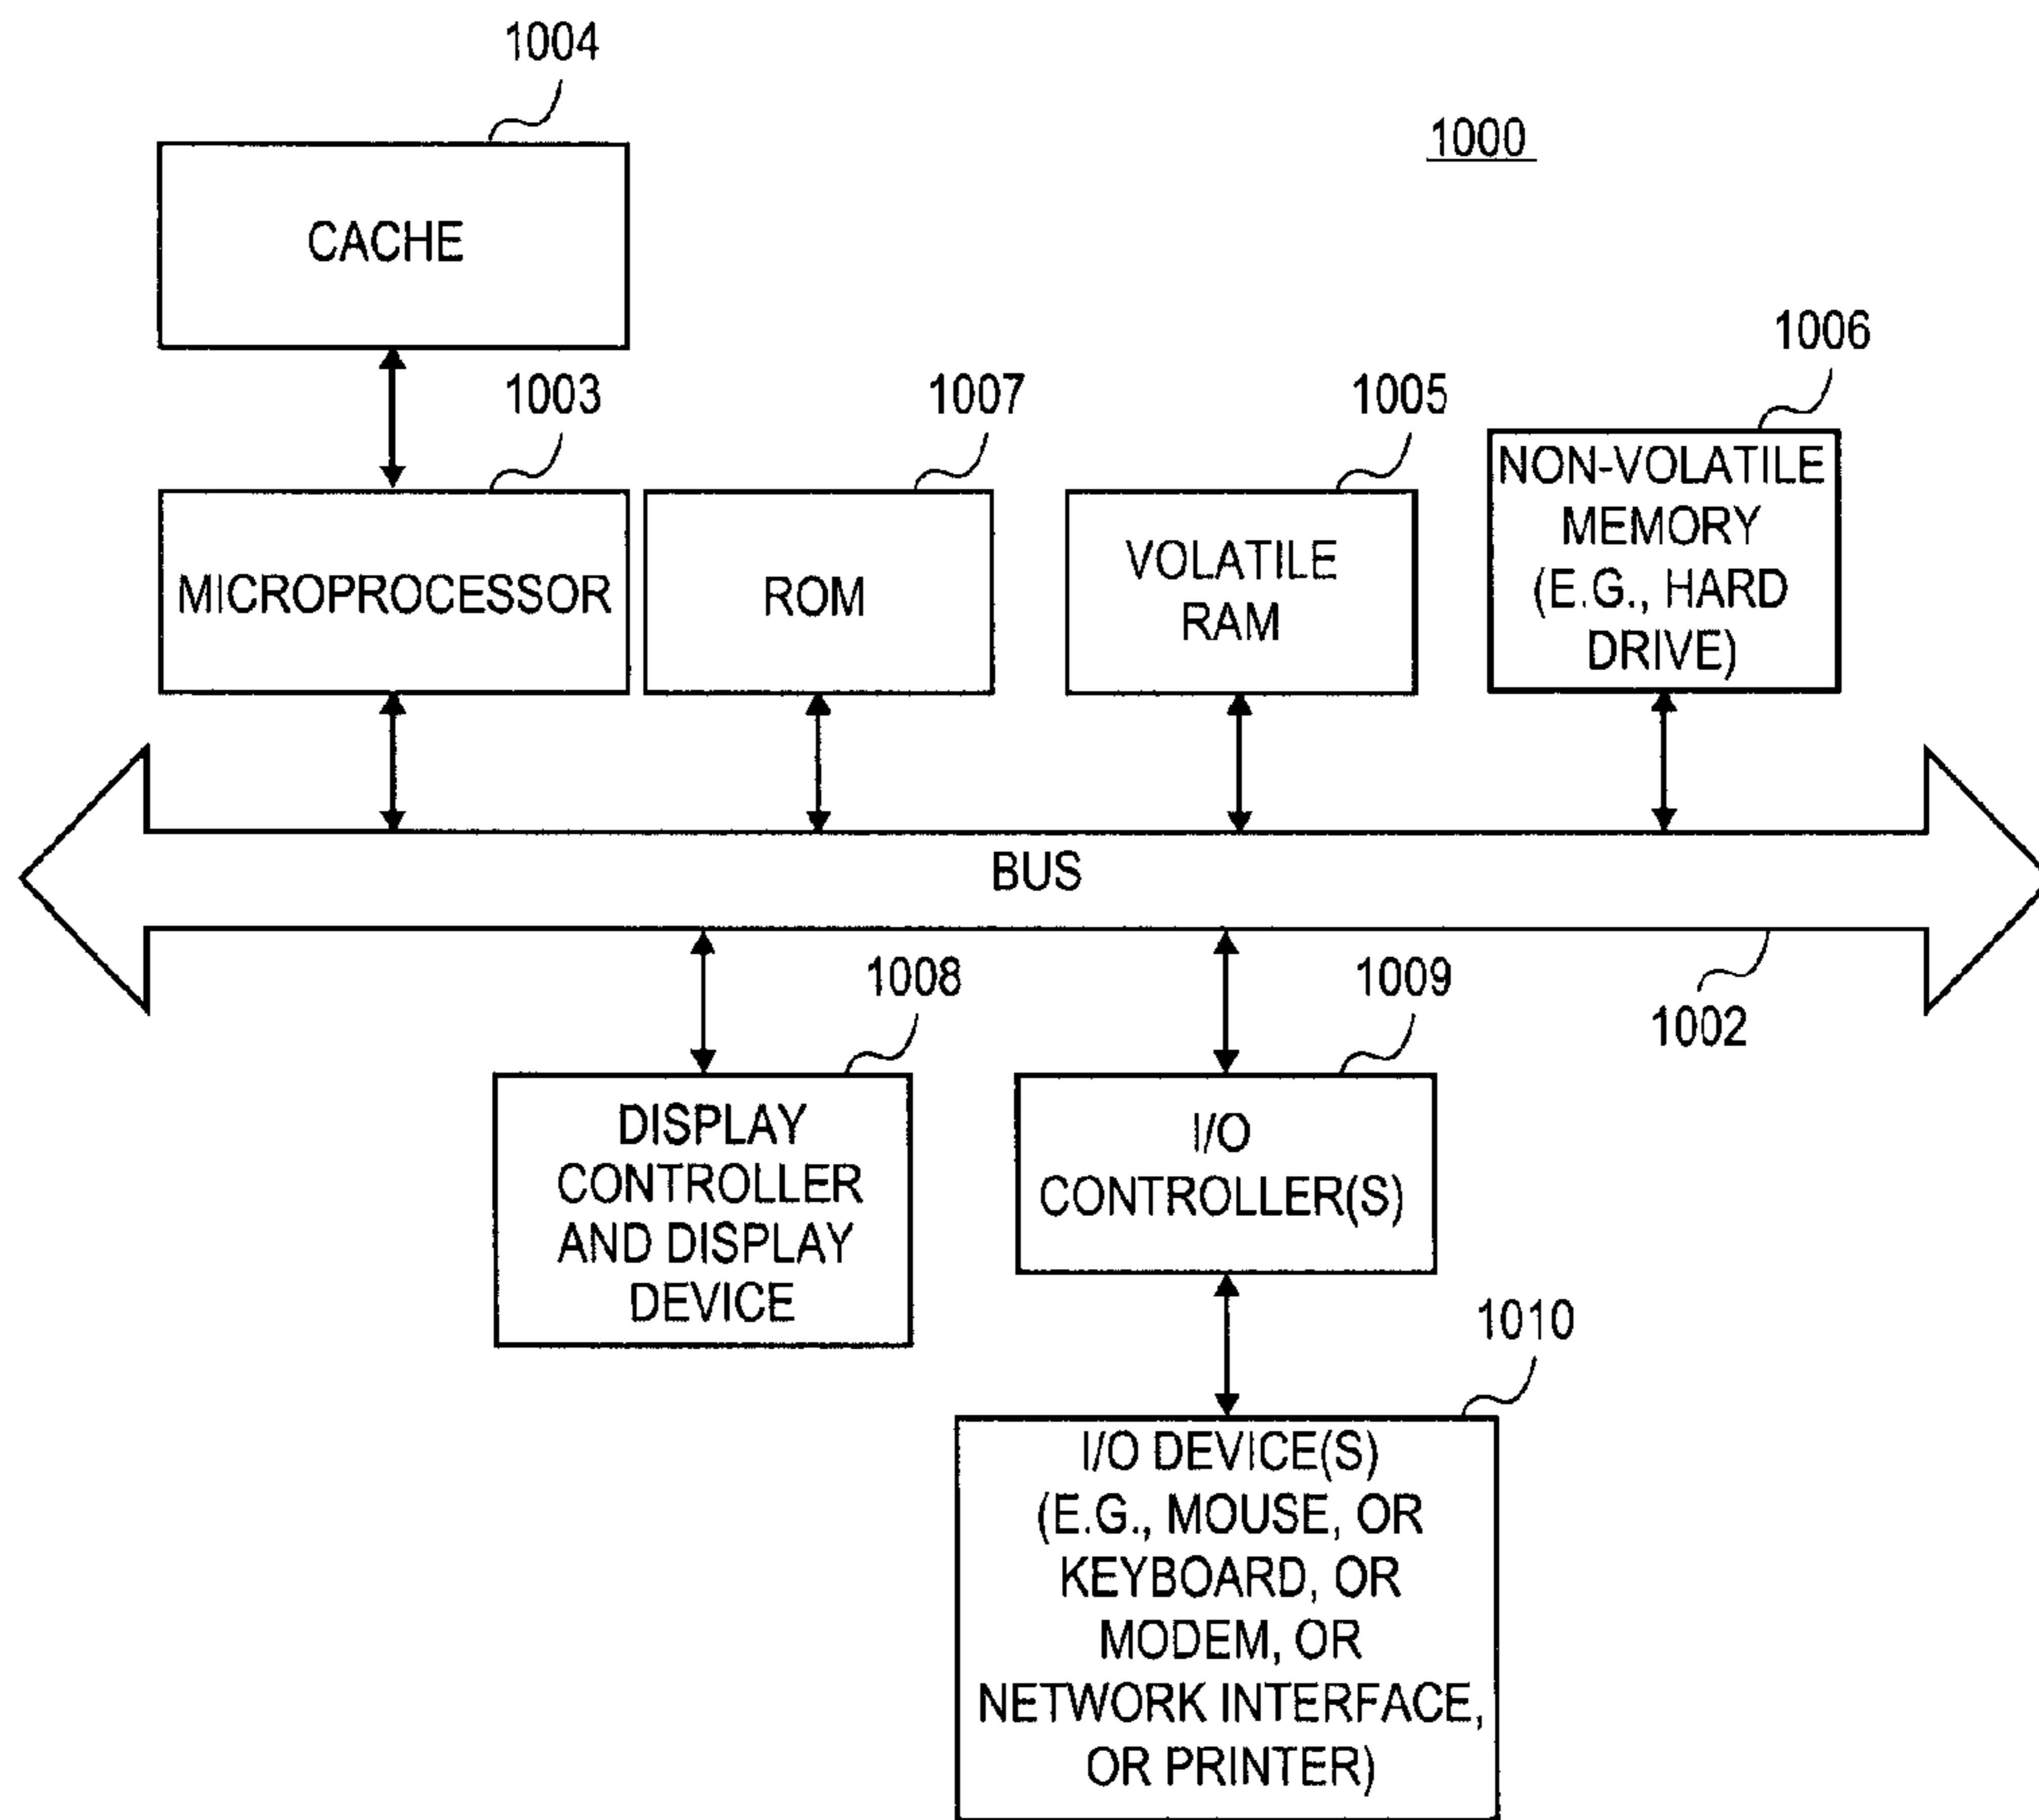 1004
1000
CACHE
1006
1003
1007
1005
NON-VOLATILE
MEMORY
(E.G., HARD
DRIVE)
MICROPROCESSOR
ROM
VOLATILE
RAM
BUS
1008
1009
1002
DISPLAY
CONTROLLER
AND DISPLAY
DEVICE
I/O
CONTROLLER(S)
1010
I/O DEVICE(S)
(E.G., MOUSE, OR
KEYBOARD, OR
MODEM, OR
NETWORK INTERFACE,
OR PRINTER)